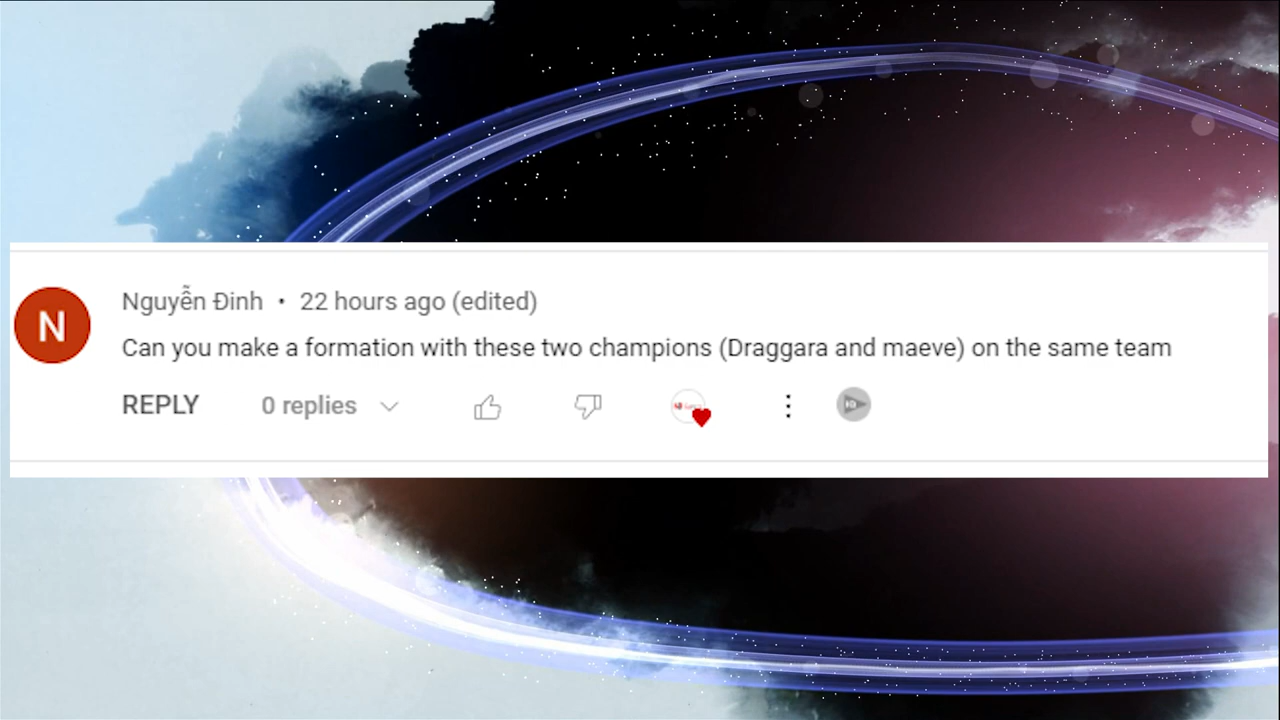 N
Nguyễn Đinh • 22 hours ago (edited)
Can you make a formation with these two champions (Draggara and maeve) on the same team
REPLY 0 replies